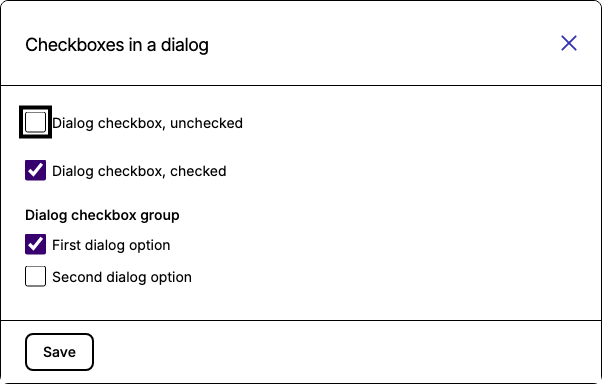 Checkboxes in a dialog
Dialog checkbox, unchecked
Dialog checkbox, checked
Dialog checkbox group
First dialog option
Second dialog option
Save